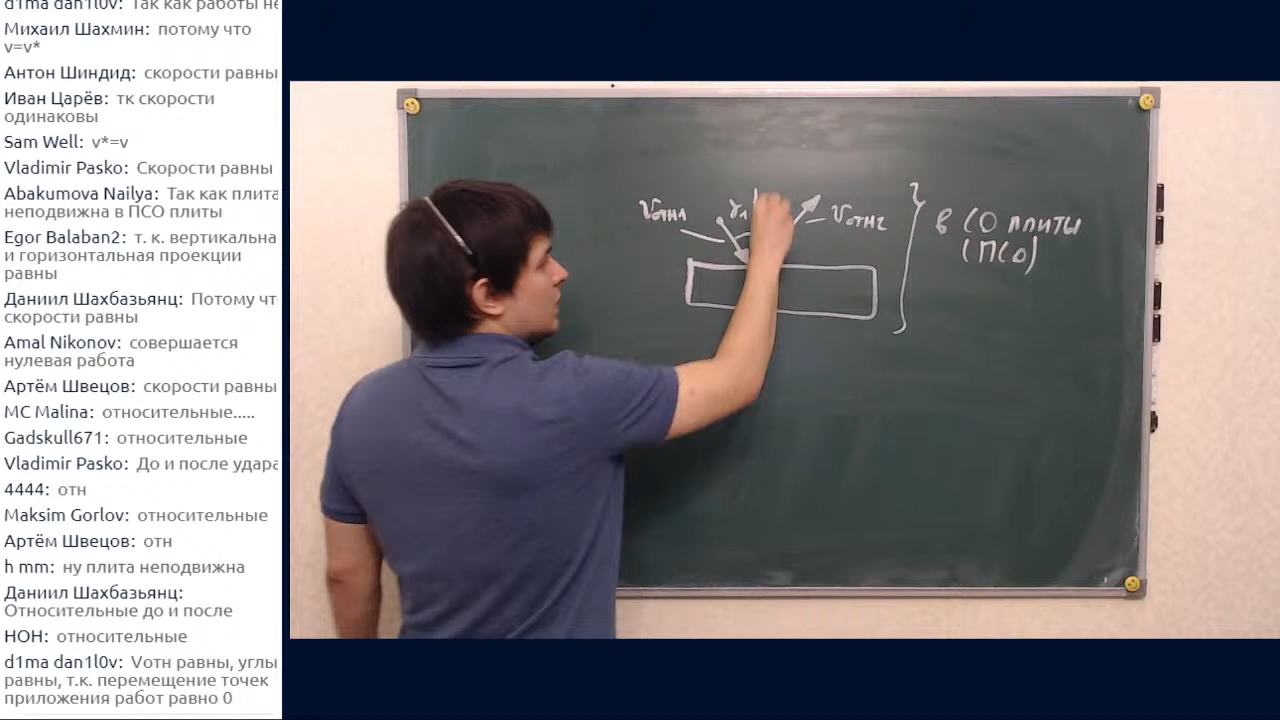 d1ma dan1l0v: Так как работы не
Михаил Шахмин: потому что
v=v*
Антон Шиндид: скорости равны
Иван Царёв: тк скорости
одинаковы
Sam Well: v*=v
Vladimir Pasko: Скорости равны
Abakumova Nailya: Так как плита
неподвижна в ПСО плиты
Egor Balaban2: т. к. вертикальна
и горизонтальная проекции
равны
Даниил Шахбазьянц: Потому чт
скорости равны
Amal Nikonov: совершается
нулевая работа
Артём Швецов: скорости равны
MC Malina: относительные.....
Gadskull671: относительные
Vladimir Pasko: До и после удара
4444: отн
Maksim Gorlov: относительные
Артём Швецов: отн
h mm: ну плита неподвижна
Даниил Шахбазьянц:
Относительные до и после
НОН: относительные
d1ma dan1l0v: Vотн равны, углы
равны, т.к. перемещение точек
приложения работ равно 0
vотн1 γ1 vотн2
в СО плиты
(ПСО)